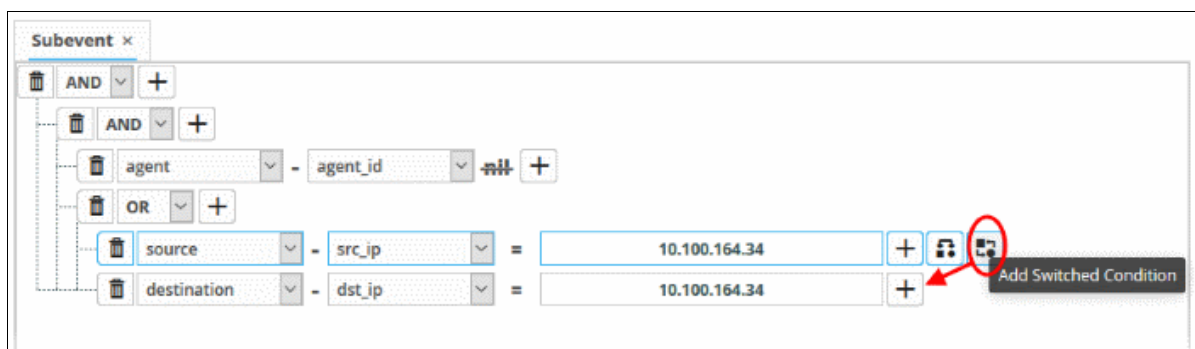 Subevent ×
AND +
AND +
agent - agent_id nil +
OR +
source - src_ip = 10.100.164.34 +
Add Switched Condition
destination - dst_ip = 10.100.164.34 +